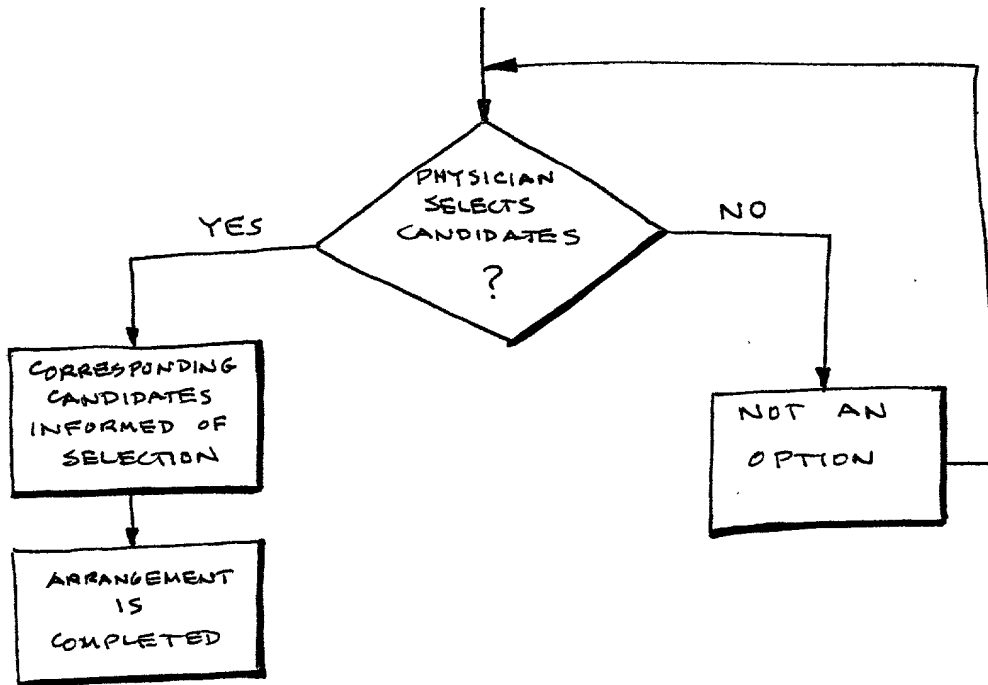 PHYSICIAN
SELECTS
CANDIDATES
?
YES
NO
CORRESPONDING
CANDIDATES
INFORMED OF
SELECTION
NOT AN
OPTION
ARRANGEMENT
IS
COMPLETED